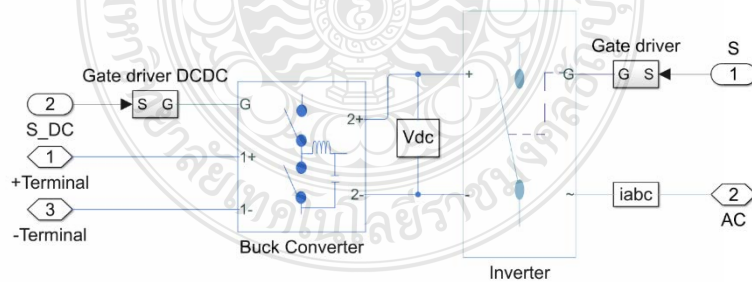 Gate driver DCDC
2
S_DC
S G
G
1
+Terminal
1+
3
-Terminal
1-
2+
2-
Buck Converter
Vdc
+
-
G
~
Inverter
Gate driver
G S
S
1
iabc
2
AC